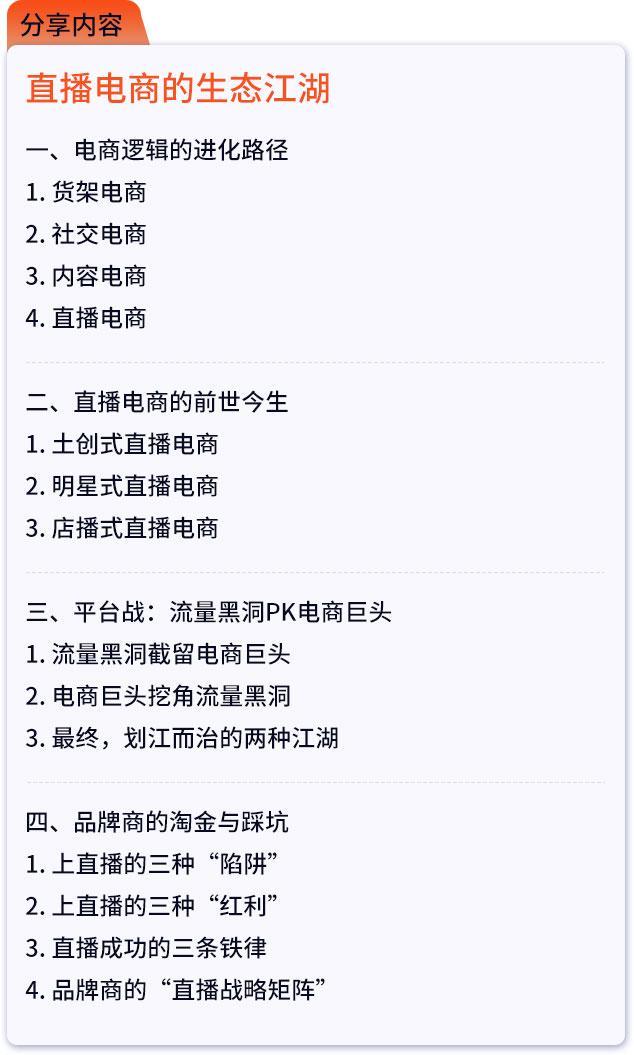 分享内容
直播电商的生态江湖
一、电商逻辑的进化路径
1. 货架电商
2. 社交电商
3. 内容电商
4. 直播电商
二、直播电商的前世今生
1. 土创式直播电商
2. 明星式直播电商
3. 店播式直播电商
三、平台战：流量黑洞PK电商巨头
1. 流量黑洞截留电商巨头
2. 电商巨头挖角流量黑洞
3. 最终，划江而治的两种江湖
四、品牌商的淘金与踩坑
1. 上直播的三种“陷阱”
2. 上直播的三种“红利”
3. 直播成功的三条铁律
4. 品牌商的“直播战略矩阵”